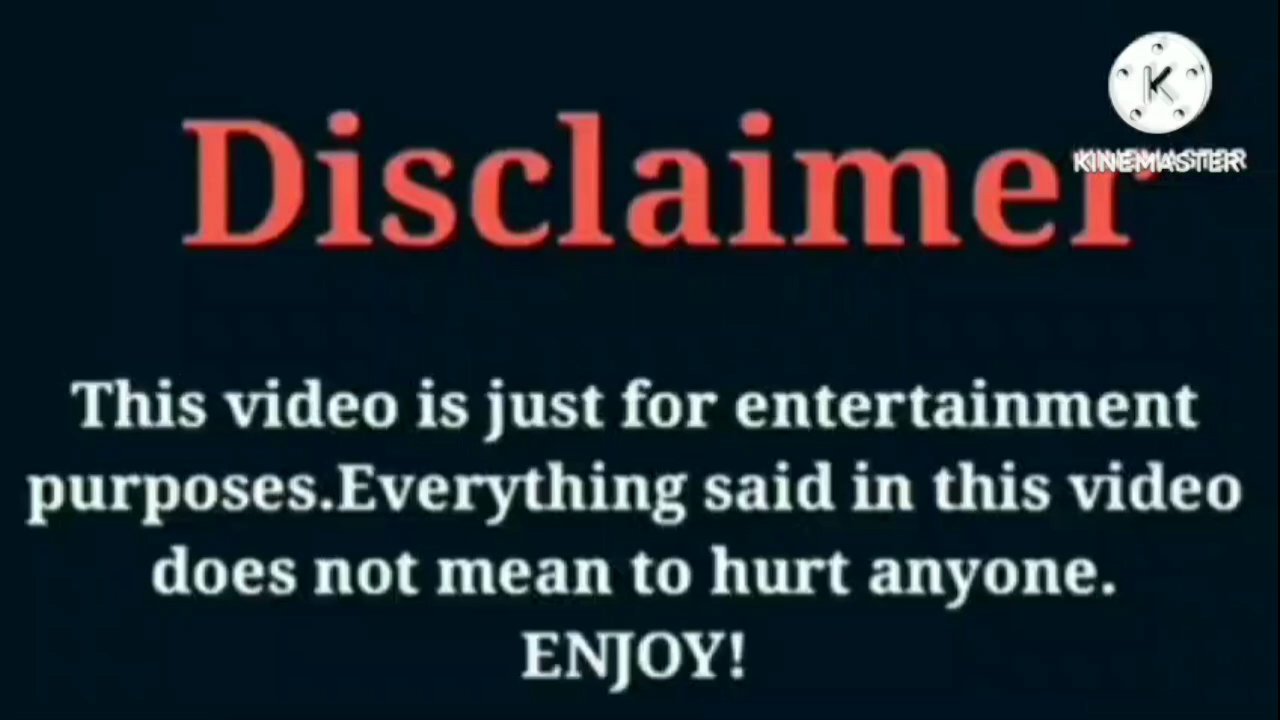 K
KINEMASTER
Disclaimer
This video is just for entertainment
purposes.Everything said in this video
does not mean to hurt anyone.
ENJOY!